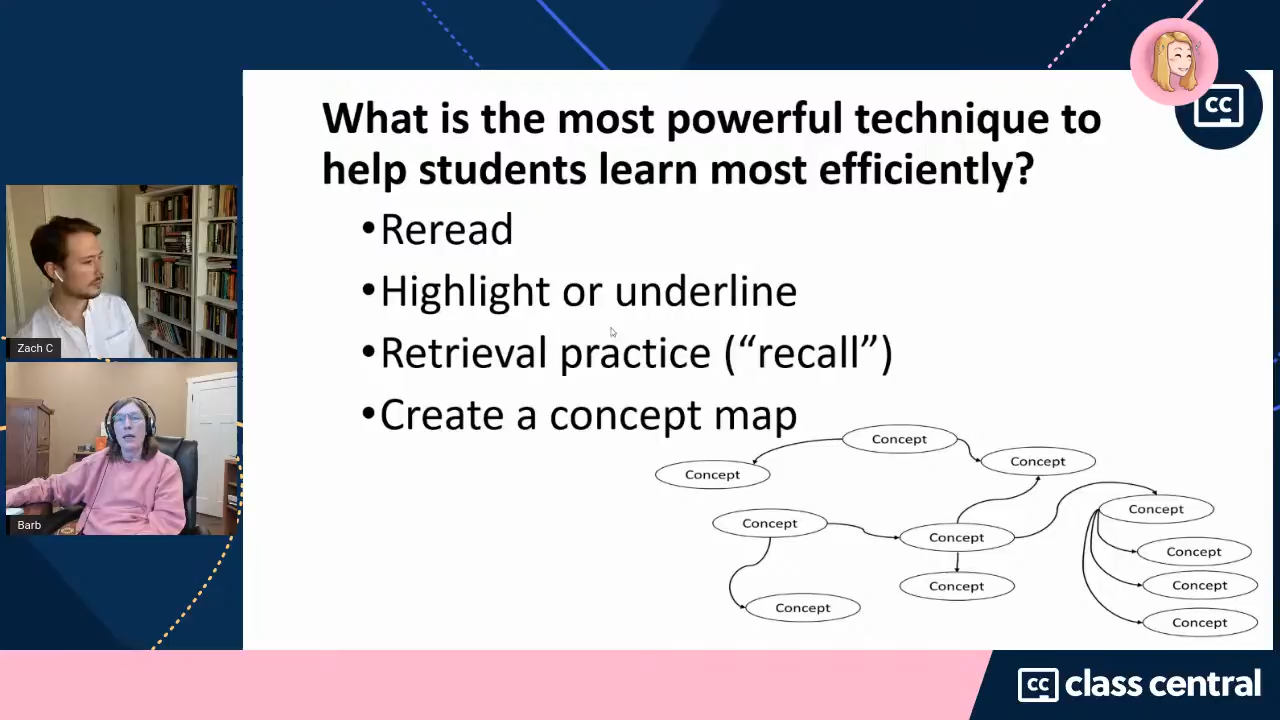 What is the most powerful technique to
help students learn most efficiently?
•Reread
•Highlight or underline
•Retrieval practice (“recall”)
•Create a concept map
Concept
Concept
Concept
Concept
Concept
Concept
Concept
Concept
Concept
Concept
Concept
cc
Zach C
Barb
cc class central